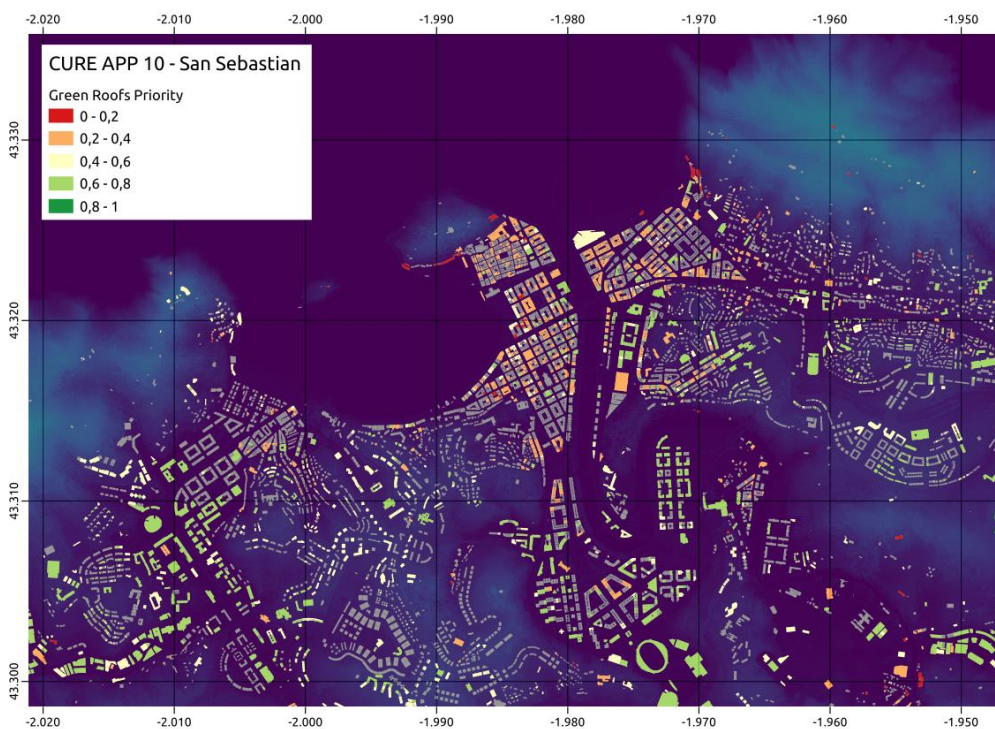 -2.020 -2.010 -2.000 -1.990 -1.980 -1.970 -1.960 -1.950
CURE APP 10 - San Sebastian
Green Roofs Priority
0 - 0,2
0,2 - 0,4
0,4 - 0,6
0,6 - 0,8
0,8 - 1
43.330
43.320
43.310
43.300
-2.020 -2.010 -2.000 -1.990 -1.980 -1.970 -1.960 -1.950